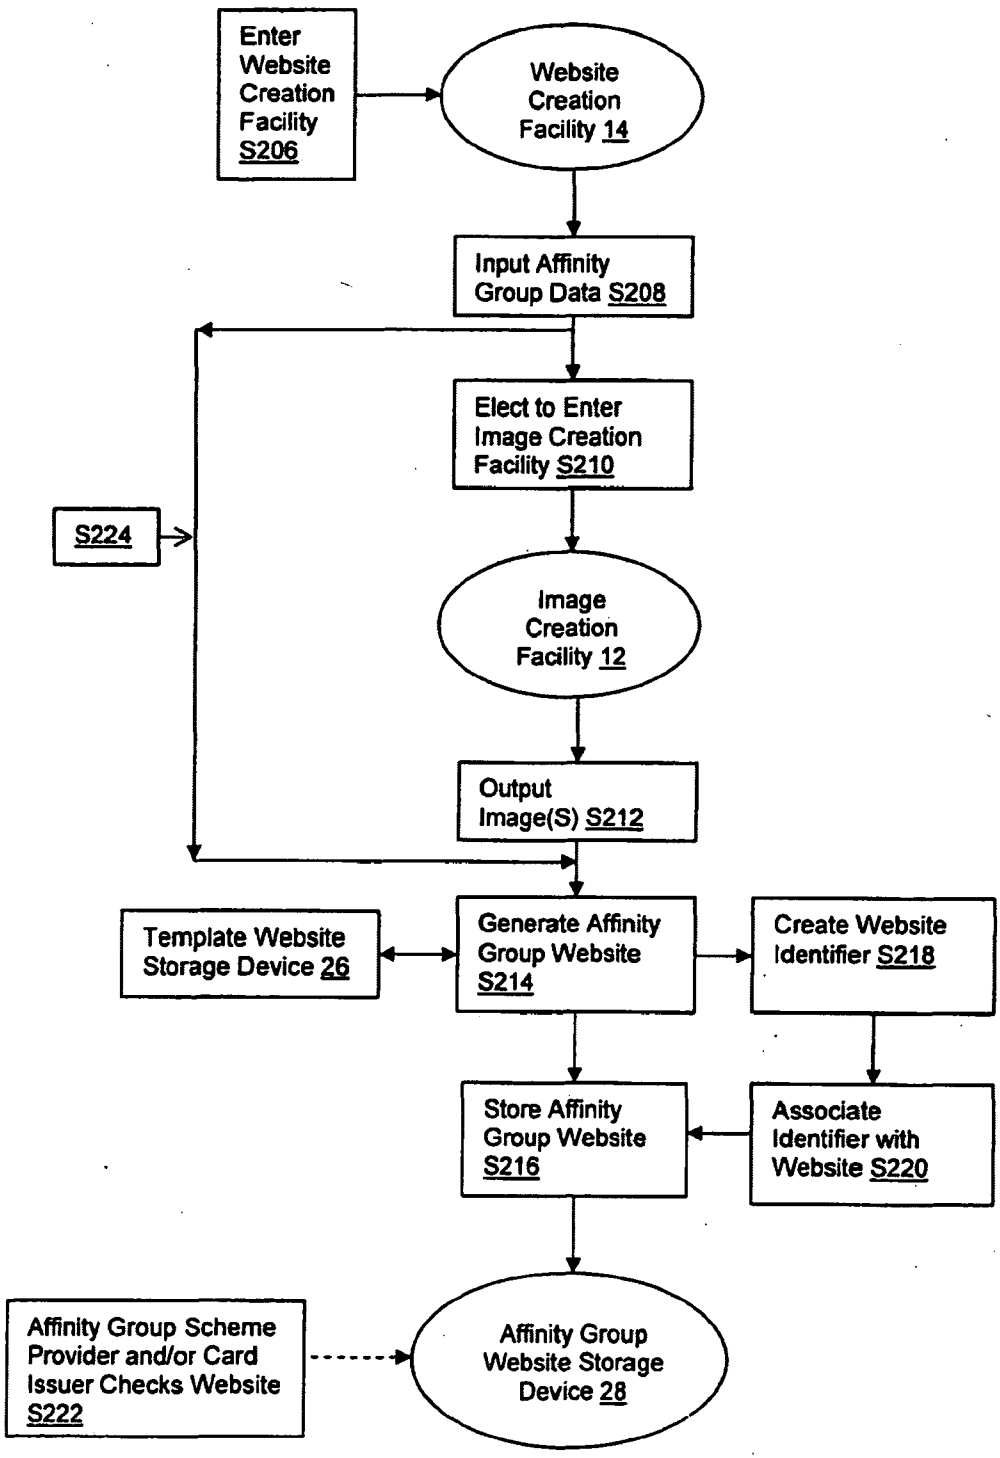 Enter
Website
Creation
Facility
S206
Website
Creation
Facility 14
Input Affinity
Group Data S208
Elect to Enter
Image Creation
Facility S210
S224
Image
Creation
Facility 12
Output
Image(S) S212
Template Website
Storage Device 26
Generate Affinity
Group Website
S214
Create Website
Identifier S218
Store Affinity
Group Website
S216
Associate
Identifier with
Website S220
Affinity Group Scheme
Provider and/or Card
Issuer Checks Website
S222
Affinity Group
Website Storage
Device 28